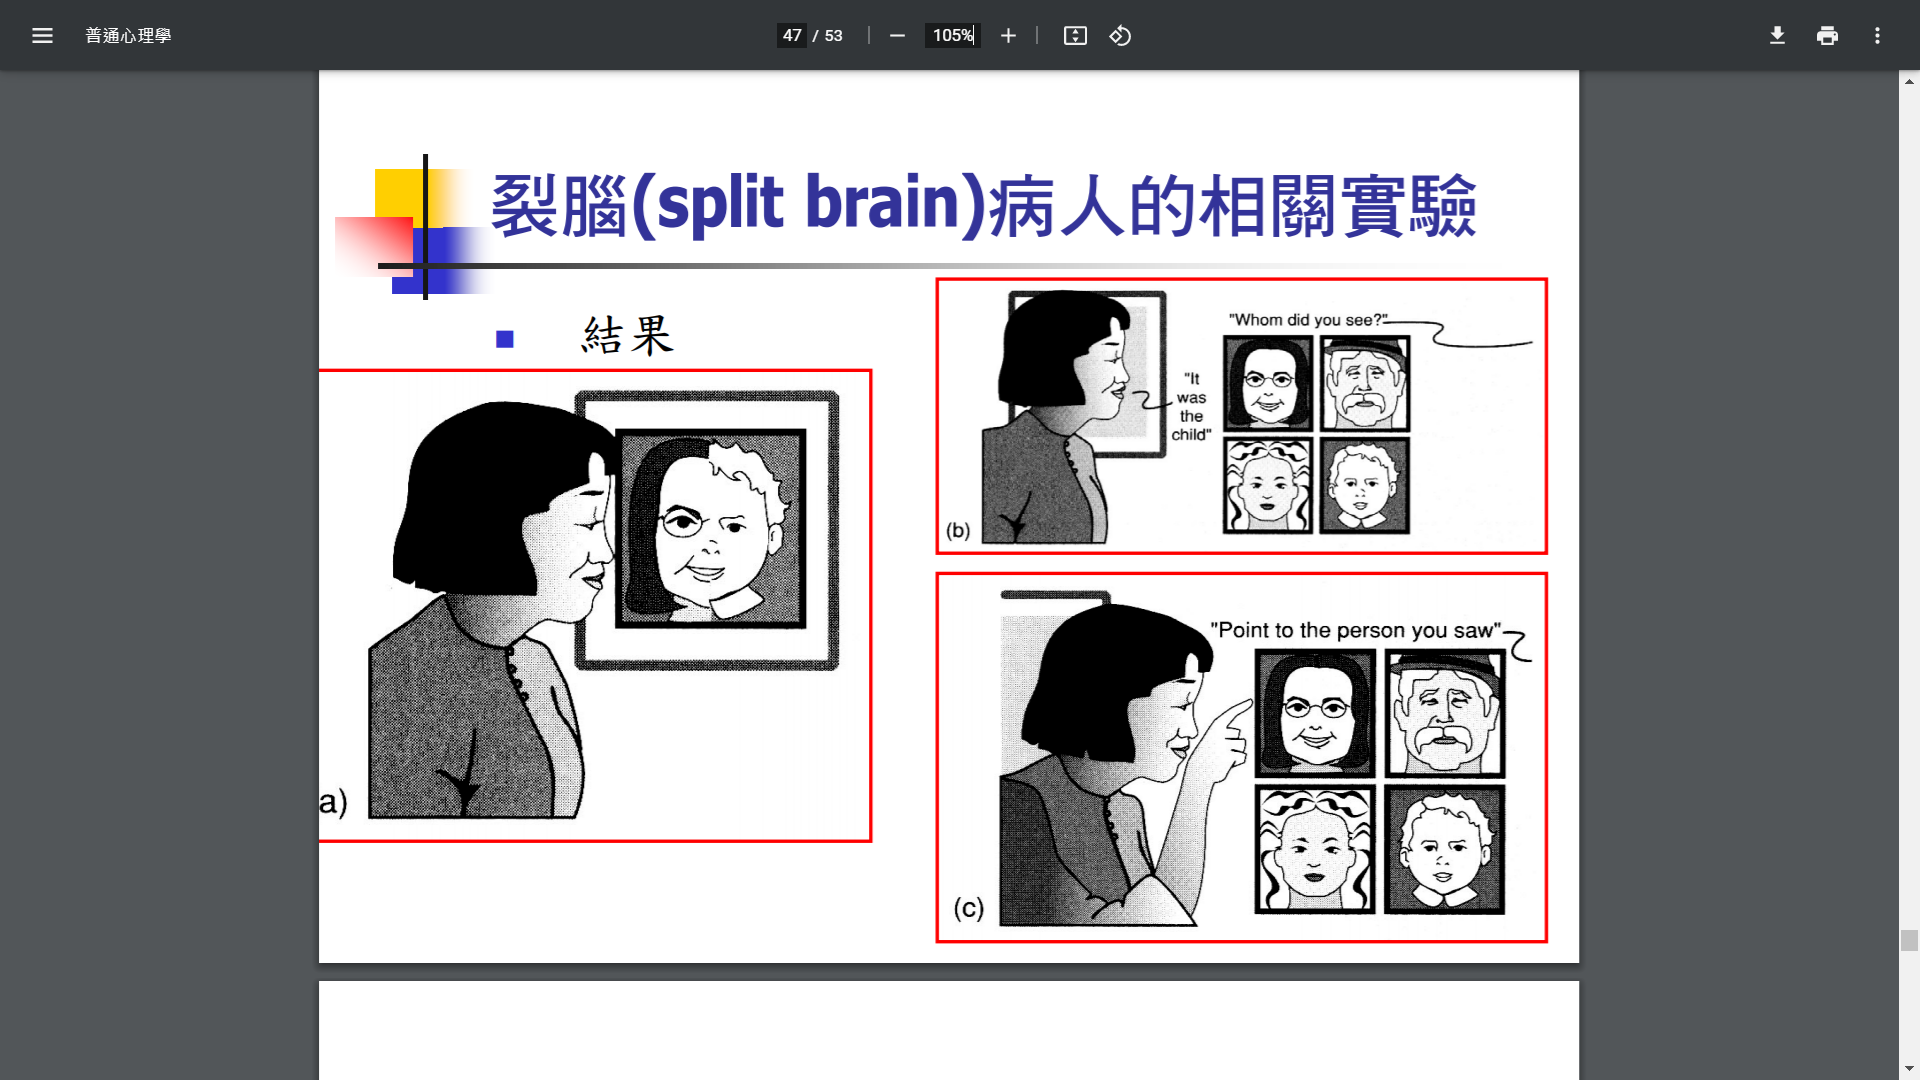 普通心理學
47 / 53
105%
裂腦(split brain)病人的相關實驗
結果
a)
"Whom did you see?"
"It
was
the
child"
(b)
"Point to the person you saw"
(c)